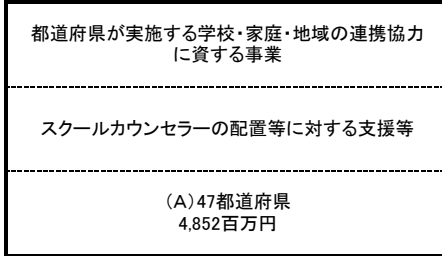 都道府県が実施する学校・家庭・地域の連携協力
に資する事業
スクールカウンセラーの配置等に対する支援等
(A)47都道府県
4,852百万円